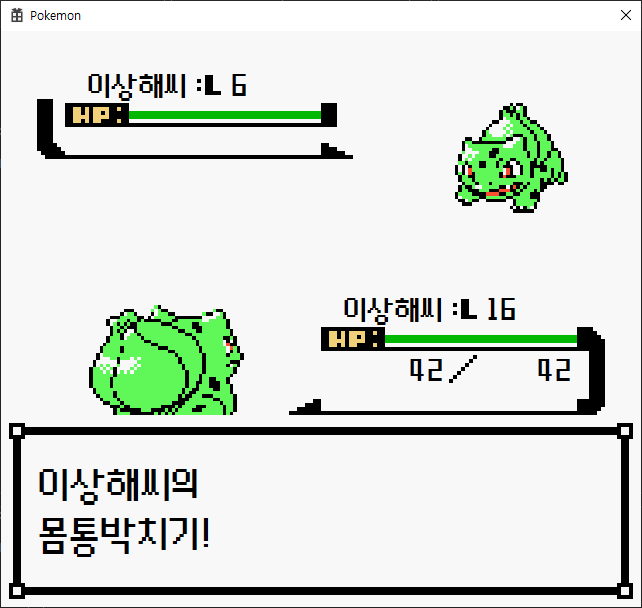 Pokemon
이상해씨 :L 6
HP:
이상해씨 :L 16
HP:
42/ 42
이상해씨의
몸통박치기!